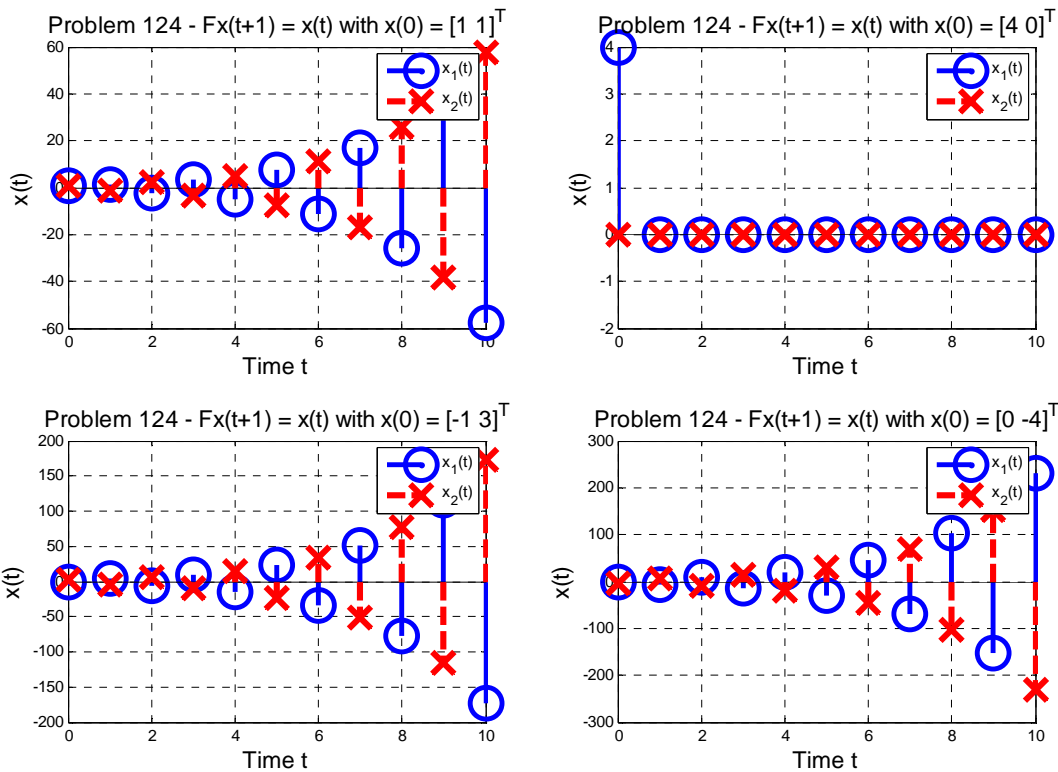 Problem 124 - Fx(t+1) = x(t) with x(0) = [1 1]^T
60
40
20
0
-20
-40
-60
x(t)
0 2 4 6 8 10
Time t
x_1(t)
x_2(t)
Problem 124 - Fx(t+1) = x(t) with x(0) = [4 0]^T
4
3
2
1
0
-1
-2
x(t)
0 2 4 6 8 10
Time t
x_1(t)
x_2(t)
Problem 124 - Fx(t+1) = x(t) with x(0) = [-1 3]^T
200
150
100
50
0
-50
-100
-150
-200
x(t)
0 2 4 6 8 10
Time t
x_1(t)
x_2(t)
Problem 124 - Fx(t+1) = x(t) with x(0) = [0 -4]^T
300
200
100
0
-100
-200
-300
x(t)
0 2 4 6 8 10
Time t
x_1(t)
x_2(t)